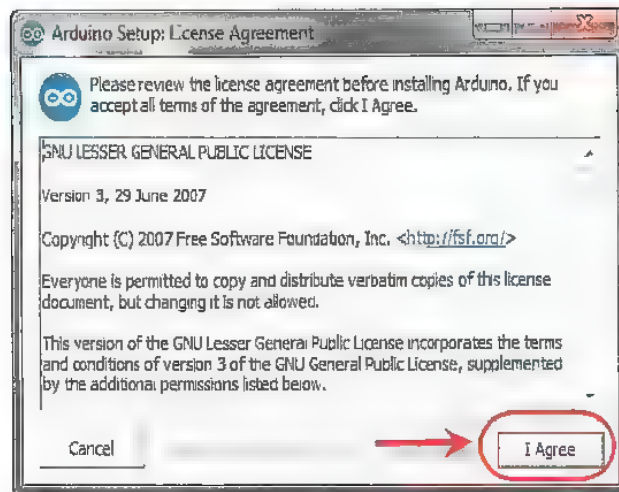 Arduino Setup: License Agreement
Please review the license agreement before installing Arduino. If you
accept all terms of the agreement, click I Agree.
GNU LESSER GENERAL PUBLIC LICENSE
Version 3, 29 June 2007
Copyright (C) 2007 Free Software Foundation, Inc. <http://fsf.org/>
Everyone is permitted to copy and distribute verbatim copies of this license
document, but changing it is not allowed.
This version of the GNU Lesser General Public License incorporates the terms
and conditions of version 3 of the GNU General Public License, supplemented
by the additional permissions listed below.
Cancel
I Agree